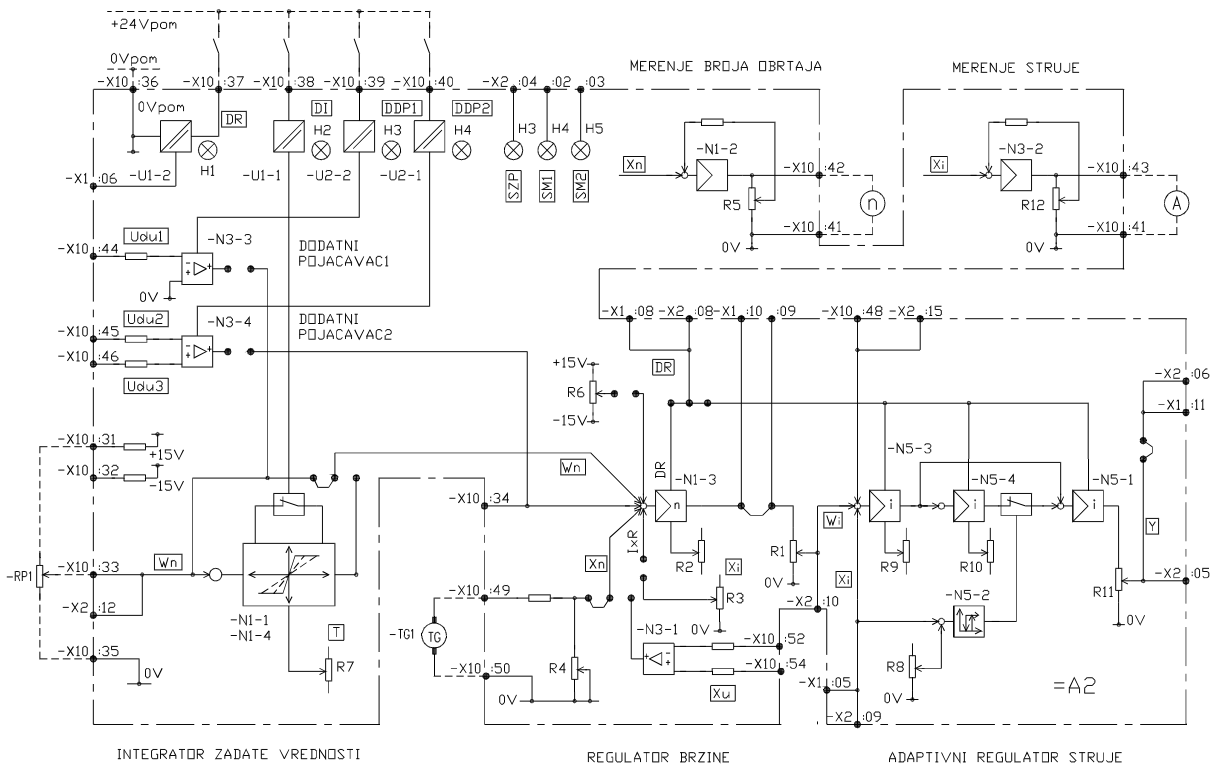 +24Vpom
0Vpom
-X10 :36 -X10 :37 -X10 :38 -X10 :39 -X10 :40 -X2 :04 :02 :03
MERENJE BROJA OBRTAJA
MERENJE STRUJE
0Vpom
DR
DI
DDP1
DDP2
H1
H2
H3
H4
H3
H4
H5
-X1 :06
-U1-2
-U1-1
-U2-2
-U2-1
SZP
SM1
SM2
Xn
-N1-2
-X10 :42
R5
n
-X10 :41
0V
Xi
-N3-2
-X10 :43
R12
A
-X10 :41
0V
Udu1
-X10 :44
-N3-3
DODATNI
POJACAVAC1
0V
Udu2
-X10 :45
-N3-4
DODATNI
POJACAVAC2
-X10 :46
Udu3
-X1 :08 -X2 :08 -X1 :10 :09 -X10 :48 -X2 :15
+15V
R6
-15V
DR
-X2 :06
-X1 :11
-X10 :31
+15V
-X10 :32
-15V
Wn
DR
-N1-3
-N5-3
-N5-4
-N5-1
-X10 :34
n
i
i
i
Wi
Y
IxR
Xn
R2
Xi
R1
0V
R9
R10
Xi
-RP1
-X10 :33
Wn
-X2 :12
-N1-1
-N1-4
T
R7
-X10 :35
0V
-X10 :49
-TG1
TG
-X10 :50
0V
R4
R3
0V
-N3-1
-X10 :52
-X10 :54
Xu
-X2 :10
-N5-2
R8
0V
R11
0V
-X2 :05
-X1 :05
-X2 :09
=A2
INTEGRATOR ZADATE VREDNOSTI
REGULATOR BRZINE
ADAPTIVNI REGULATOR STRUJE